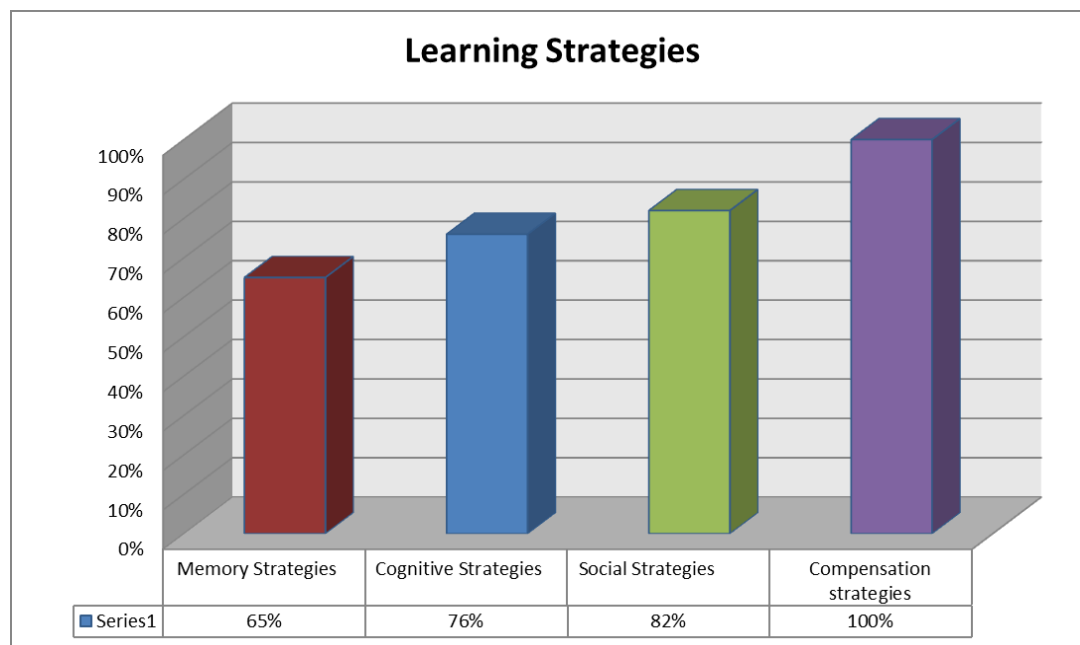 Learning Strategies
100%
90%
80%
70%
60%
50%
40%
30%
20%
10%
0%
Memory Strategies Cognitive Strategies Social Strategies Compensation
strategies
Series1 65% 76% 82% 100%